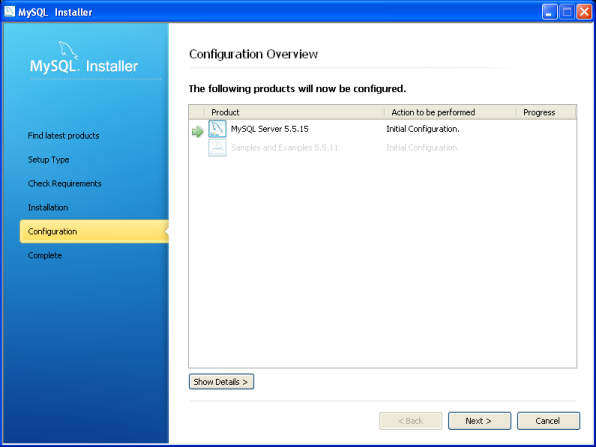 MySQL Installer
MySQL. Installer
Configuration Overview
The following products will now be configured.
Product Action to be performed Progress
MySQL Server 5.5.15 Initial Configuration.
Samples and Examples 5.5.11 Initial Configuration.
Find latest products
Setup Type
Check Requirements
Installation
Configuration
Complete
Show Details >
< Back Next > Cancel